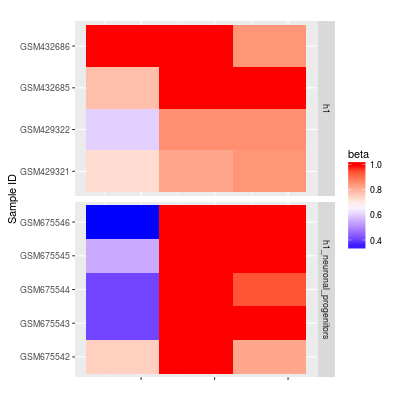 GSM432686
GSM432685
GSM429322
GSM429321
h1
GSM675546
GSM675545
GSM675544
GSM675543
GSM675542
h1_neuronal_progenitors
Sample ID
beta
1.0
0.8
0.6
0.4